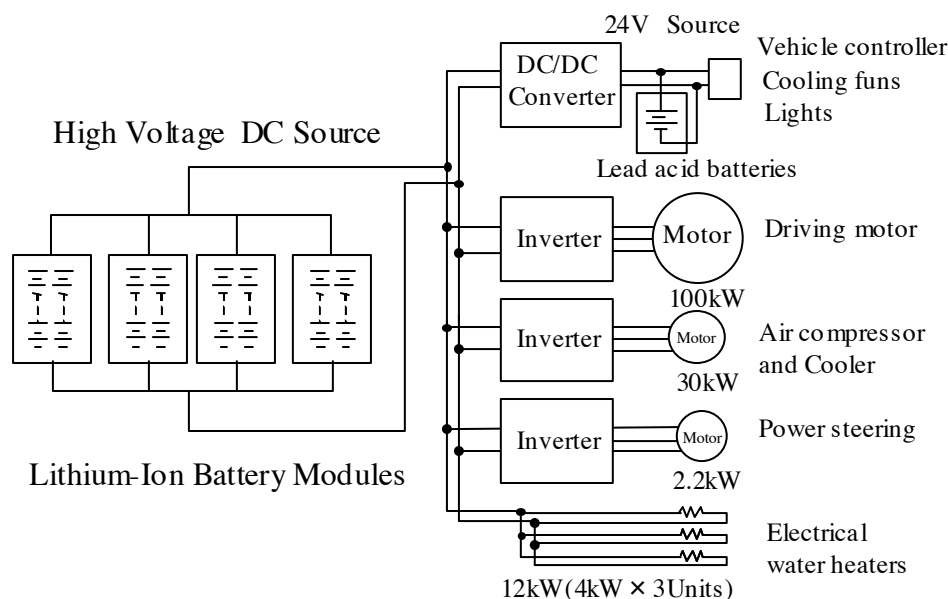 24V Source
DC/DC
Converter
Vehicle controller
Cooling funs
Lights
High Voltage DC Source
Lead acid batteries
Inverter
Motor
Driving motor
100kW
Inverter
Motor
Air compressor
and Cooler
30kW
Inverter
Motor
Power steering
2.2kW
Lithium-Ion Battery Modules
Electrical
water heaters
12kW(4kW × 3Units)